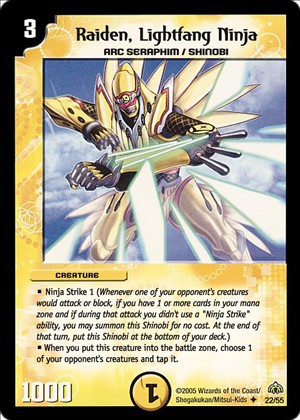 3
Raiden, Lightfang Ninja
ARC SERAPHIM / SHINOBI
CREATURE
■ Ninja Strike 1 (Whenever one of your opponent's creatures
would attack or block, if you have 1 or more cards in your mana
zone and if during that attack you didn't use a "Ninja Strike"
ability, you may summon this Shinobi for no cost. At the end
of that turn, put this Shinobi at the bottom of your deck.)
■ When you put this creature into the battle zone, choose 1
of your opponent's creatures and tap it.
1000
1
©2005 Wizards of the Coast/
Shogakukan/Mitsui-Kids ✦ 22/55